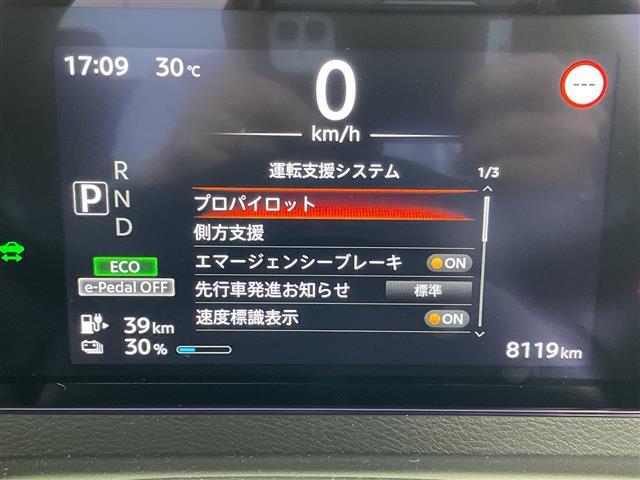 17:09 30℃
0
km/h
---
運転支援システム 1/3
R
P N
D
プロパイロット
側方支援
エマージェンシーブレーキ ON
先行車発進お知らせ 標準
速度標識表示 ON
ECO
e-Pedal OFF
39km
30%
8119km